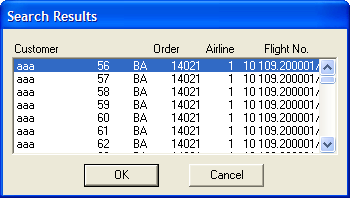 Search Results
Customer Order Airline Flight No.
aaa 56 BA 14021 1 10 109.200001/
aaa 57 BA 14021 1 10 109.200001/
aaa 58 BA 14021 1 10 109.200001/
aaa 59 BA 14021 1 10 109.200001/
aaa 60 BA 14021 1 10 109.200001/
aaa 61 BA 14021 1 10 109.200001/
aaa 62 BA 14021 1 10 109.200001/
OK Cancel